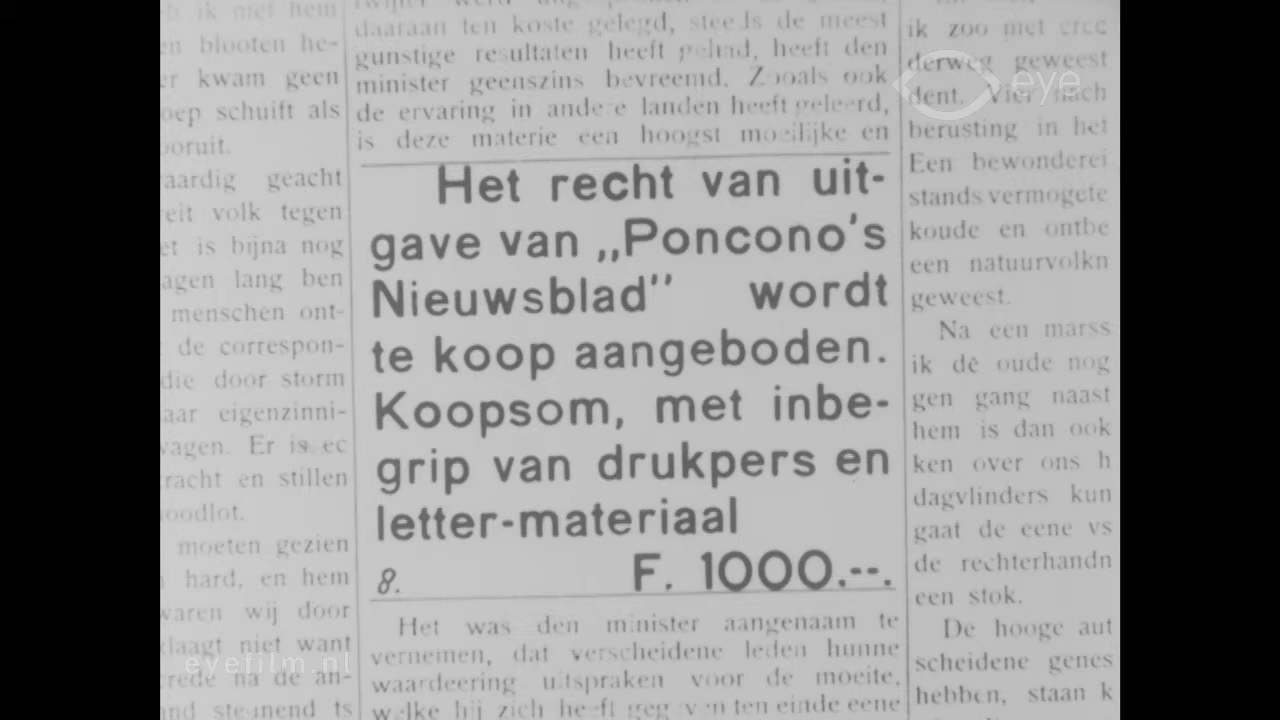 b ik niet hem
en blooten he-
er kwam geen
oep schuift als
ooruit.
aardig geacht
eit volk tegen
et is bijna nog
agen lang ben
menschen ont-
de correspon-
die door storm
aar eigenzinni-
wagen. Er is ec
racht en stillen
oodlot.
moeten gezien
hard, en hem
waren wij door
klaagt niet want
crede na de an-
daaraan ten koste gelegd, steeds de meest
gunstige resultaten heeft gehad, heeft den
minister geenszins bevreemd. Zooals ook
de ervaring in andere landen heeft geleerd,
is deze materie een hoogst moeilijke en
Het recht van uit-
gave van „Poncono's
Nieuwsblad" wordt
te koop aangeboden.
Koopsom, met inbe-
grip van drukpers en
letter-materiaal
8. F. 1000.--.
Het was den minister aangenaam te
vernemen, dat verscheidene leden hunne
waardeering uitspraken voor de moeite,
welke hij zich heeft gegeven ten einde eene
ik zoo met eree
derweg geweest
dent. Vier nach
berusting in het
Een bewonderei
stands vermogete
koude en ontbe
een natuurvolkn
geweest.
Na een marss
ik de oude nog
gen gang naast
hem is dan ook
ken over ons h
dagvlinders kun
gaat de eene vs
de rechterhandn
een stok.
De hooge aut
scheidene genes
hebben, staan k
eye
eyefilm.nl